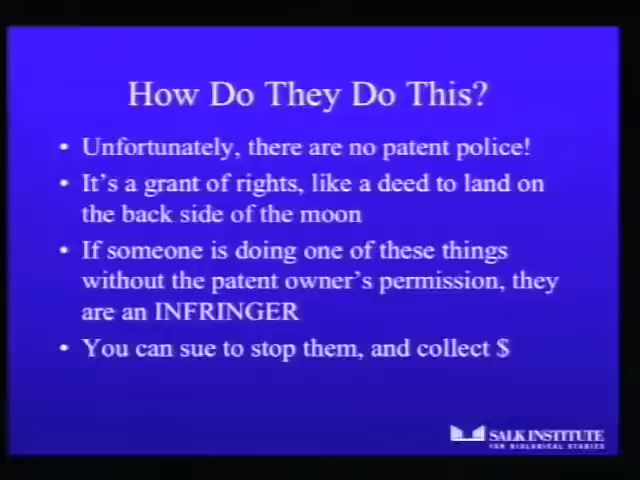 How Do They Do This?
• Unfortunately, there are no patent police!
• It's a grant of rights, like a deed to land on
the back side of the moon
• If someone is doing one of these things
without the patent owner's permission, they
are an INFRINGER
• You can sue to stop them, and collect $
SALK INSTITUTE
FOR BIOLOGICAL STUDIES